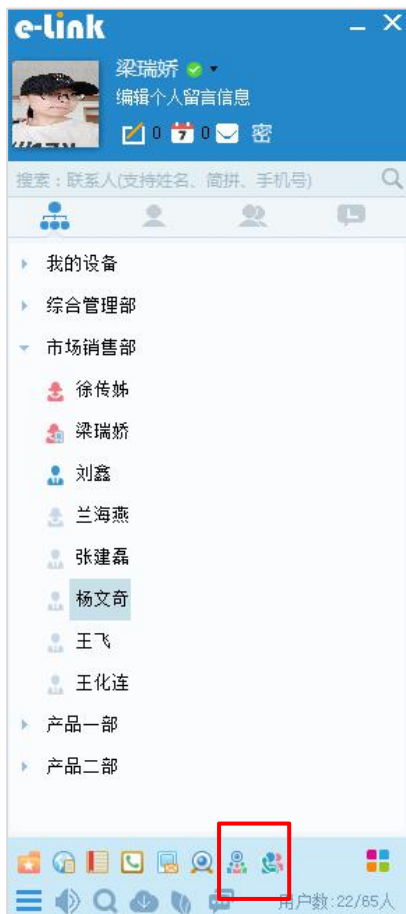 e-Link
梁瑞娇
编辑个人留言信息
0 7 0 密
搜索：联系人(支持姓名、简拼、手机号)
我的设备
综合管理部
市场销售部
徐传姊
梁瑞娇
刘鑫
兰海燕
张建磊
杨文奇
王飞
王化连
产品一部
产品二部
用户数:22/65人